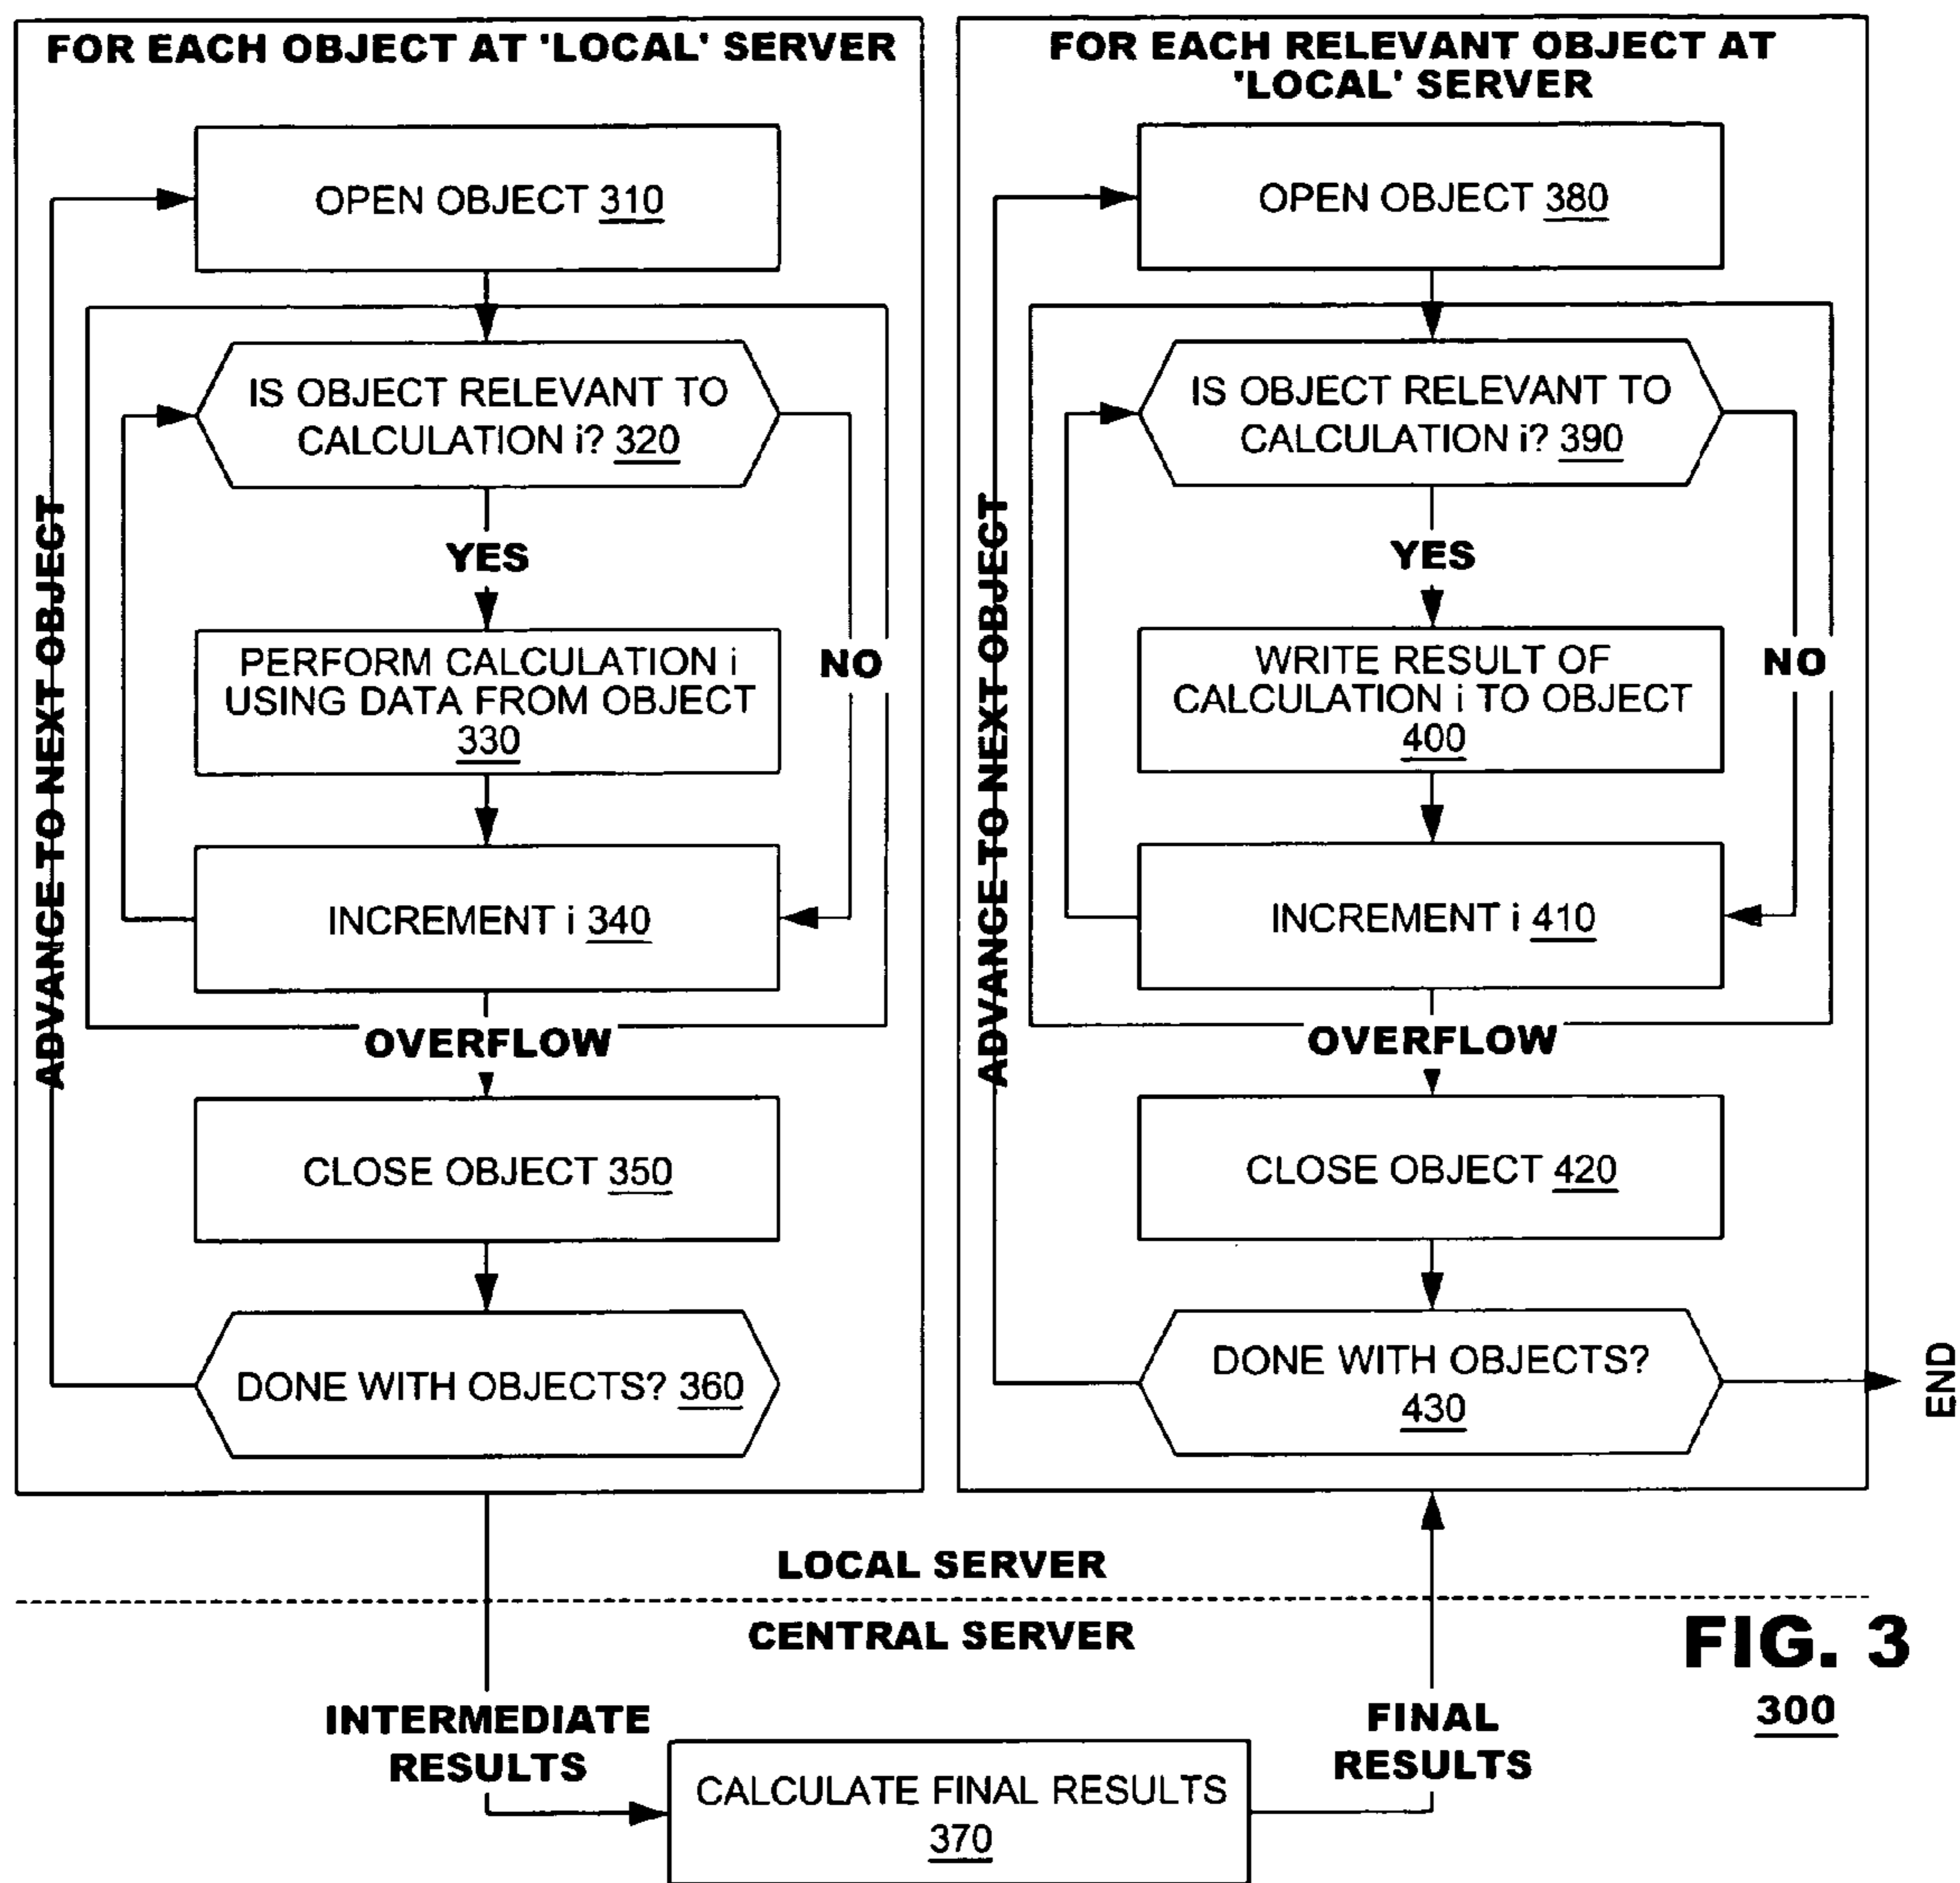 FOR EACH OBJECT AT 'LOCAL' SERVER
OPEN OBJECT 310
IS OBJECT RELEVANT TO
CALCULATION i? 320
YES
NO
PERFORM CALCULATION i
USING DATA FROM OBJECT
330
INCREMENT i 340
OVERFLOW
CLOSE OBJECT 350
DONE WITH OBJECTS? 360
ADVANCE TO NEXT OBJECT
FOR EACH RELEVANT OBJECT AT
'LOCAL' SERVER
OPEN OBJECT 380
IS OBJECT RELEVANT TO
CALCULATION i? 390
YES
NO
WRITE RESULT OF
CALCULATION i TO OBJECT
400
INCREMENT i 410
OVERFLOW
CLOSE OBJECT 420
DONE WITH OBJECTS?
430
ADVANCE TO NEXT OBJECT
END
LOCAL SERVER
CENTRAL SERVER
INTERMEDIATE
RESULTS
CALCULATE FINAL RESULTS
370
FINAL
RESULTS
FIG. 3
300